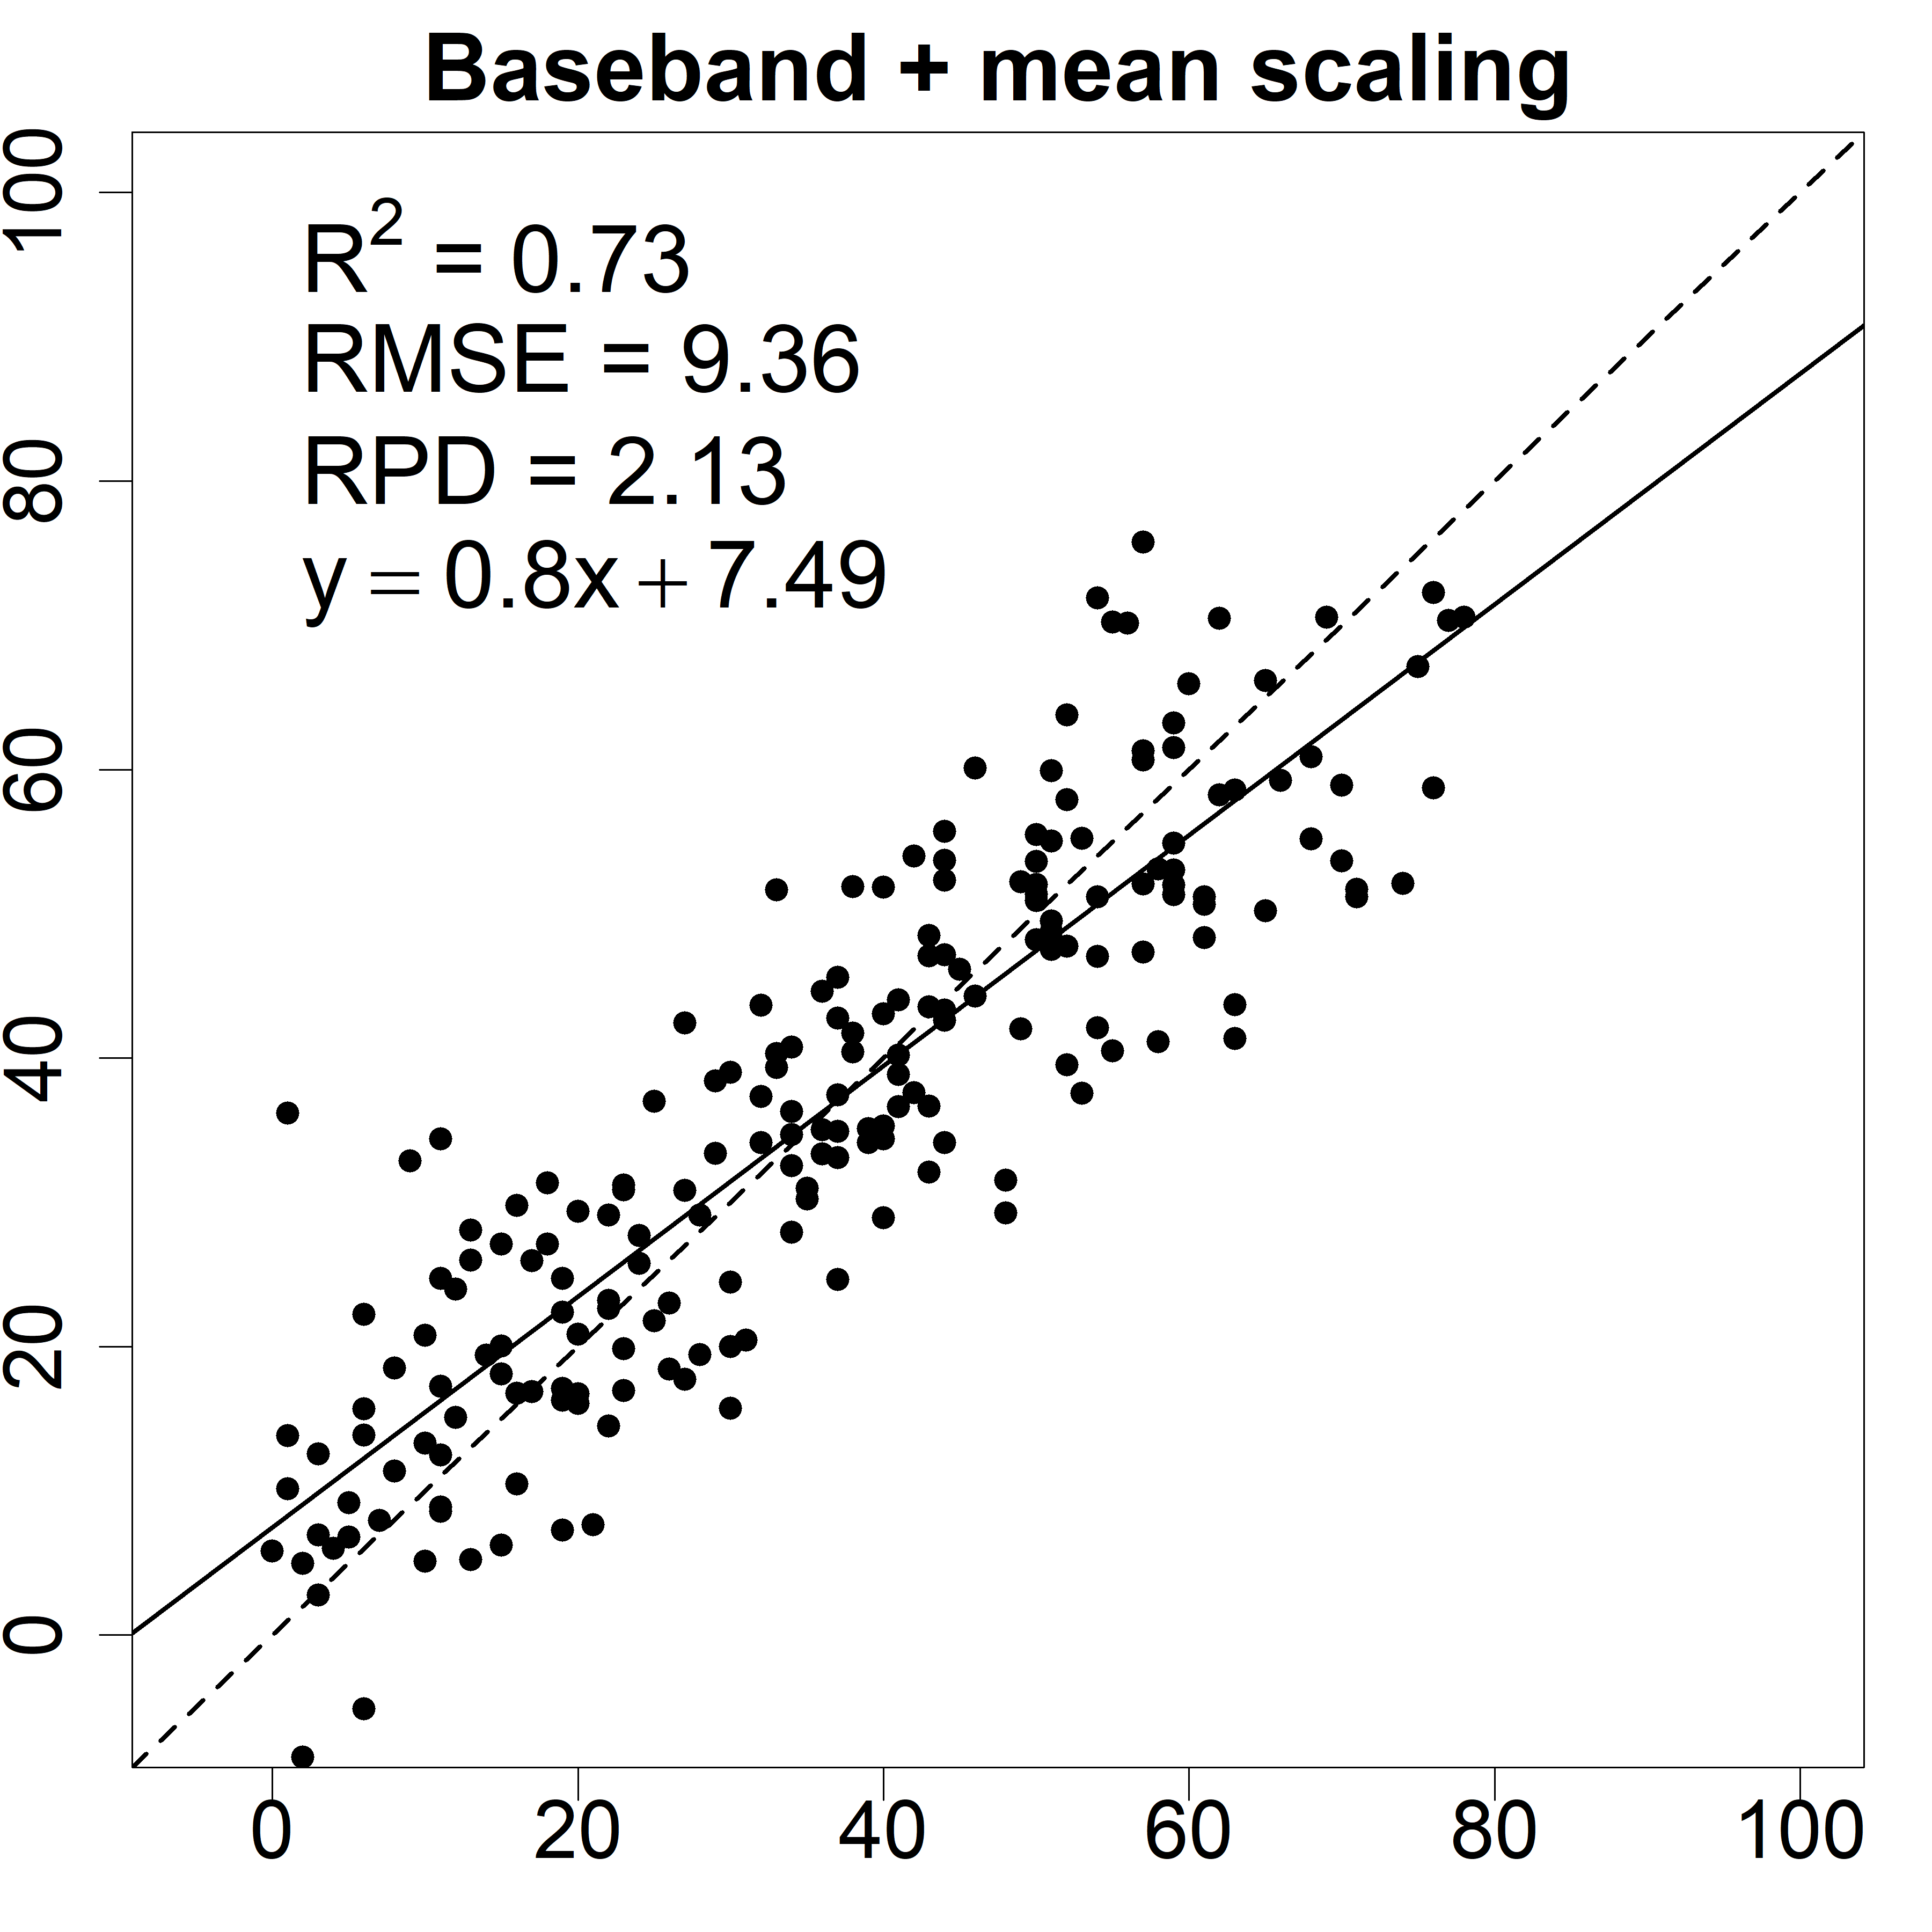 Baseband + mean scaling
R² = 0.73
RMSE = 9.36
RPD = 2.13
y = 0.8x + 7.49
100
80
60
40
20
0
0 20 40 60 80 100